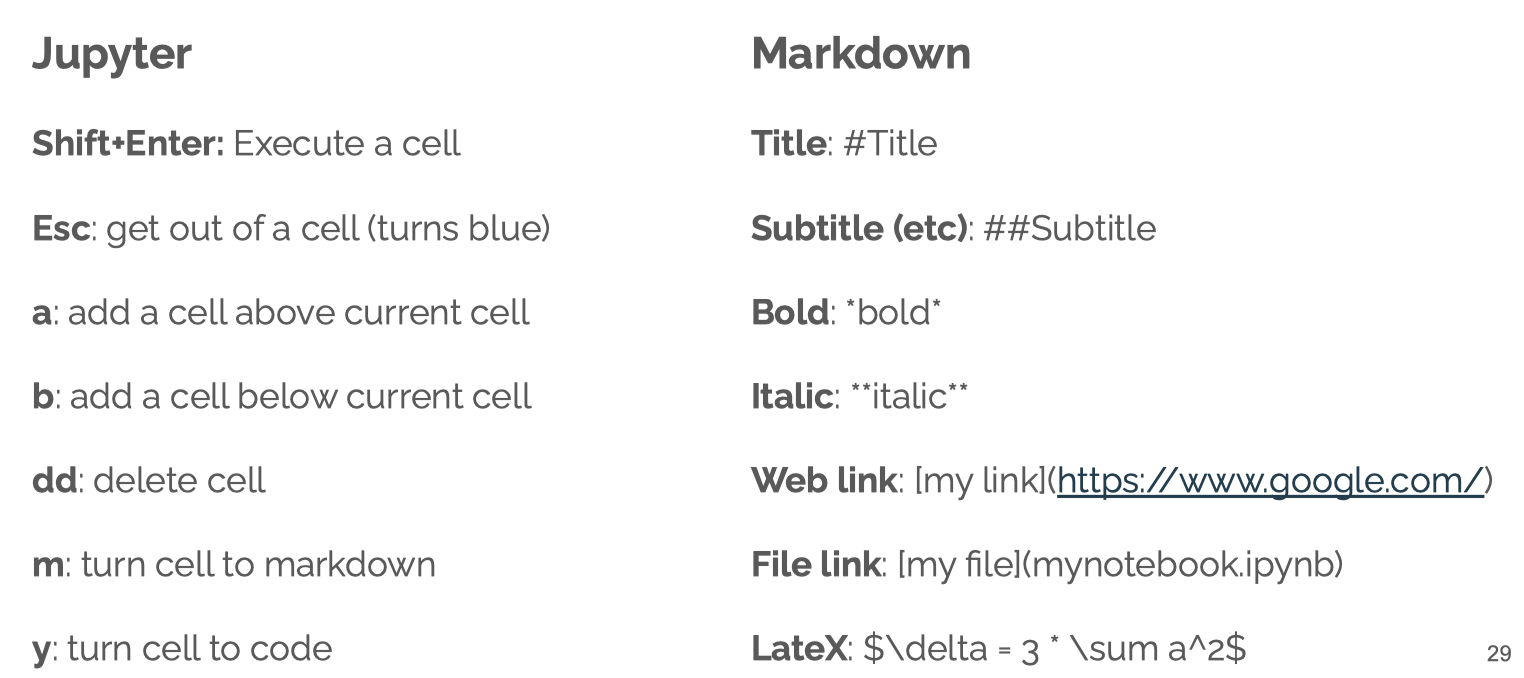 Jupyter
Shift+Enter: Execute a cell
Esc: get out of a cell (turns blue)
a: add a cell above current cell
b: add a cell below current cell
dd: delete cell
m: turn cell to markdown
y: turn cell to code
Markdown
Title: #Title
Subtitle (etc): ##Subtitle
Bold: *bold*
Italic: **italic**
Web link: [my link](https://www.google.com/)
File link: [my file](mynotebook.ipynb)
LateX: $\delta = 3 * \sum a^2$
29